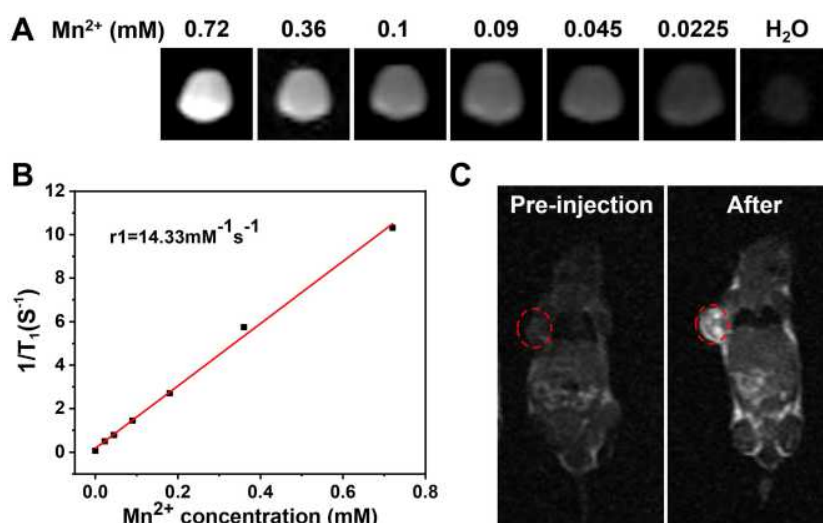 A Mn²⁺ (mM) 0.72 0.36 0.1 0.09 0.045 0.0225 H₂O
B
12
10
8
6
4
2
0
1/T₁(S⁻¹)
r1=14.33mM⁻¹s⁻¹
0.0 0.2 0.4 0.6 0.8
Mn²⁺ concentration (mM)
C
Pre-injection After